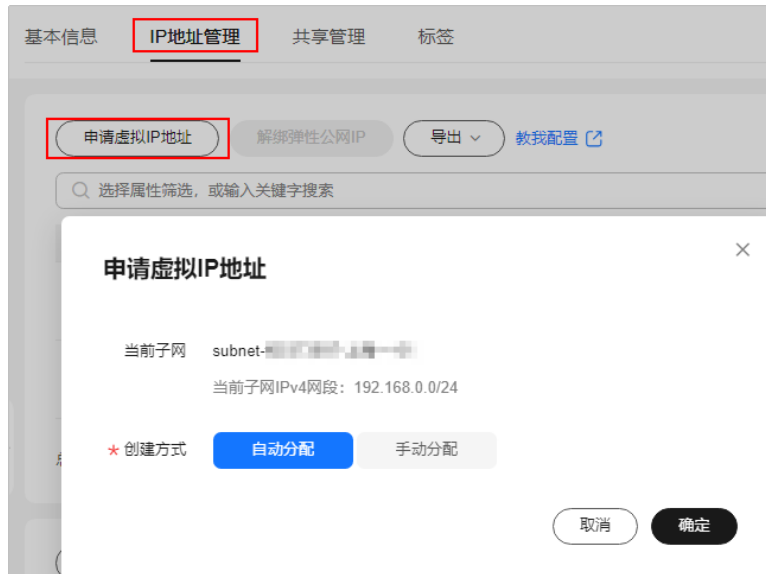 基本信息 IP地址管理 共享管理 标签
申请虚拟IP地址 解绑弹性公网IP 导出 教我配置
选择属性筛选，或输入关键字搜索
申请虚拟IP地址
当前子网 subnet-
当前子网IPv4网段：192.168.0.0/24
* 创建方式 自动分配 手动分配
取消 确定